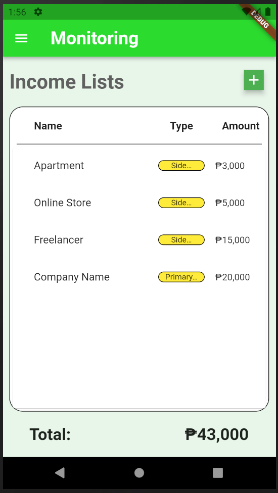 1:56
DEBUG
Monitoring
Income Lists
+
Name Type Amount
Apartment Side... ₱3,000
Online Store Side... ₱5,000
Freelancer Side... ₱15,000
Company Name Primary... ₱20,000
Total: ₱43,000